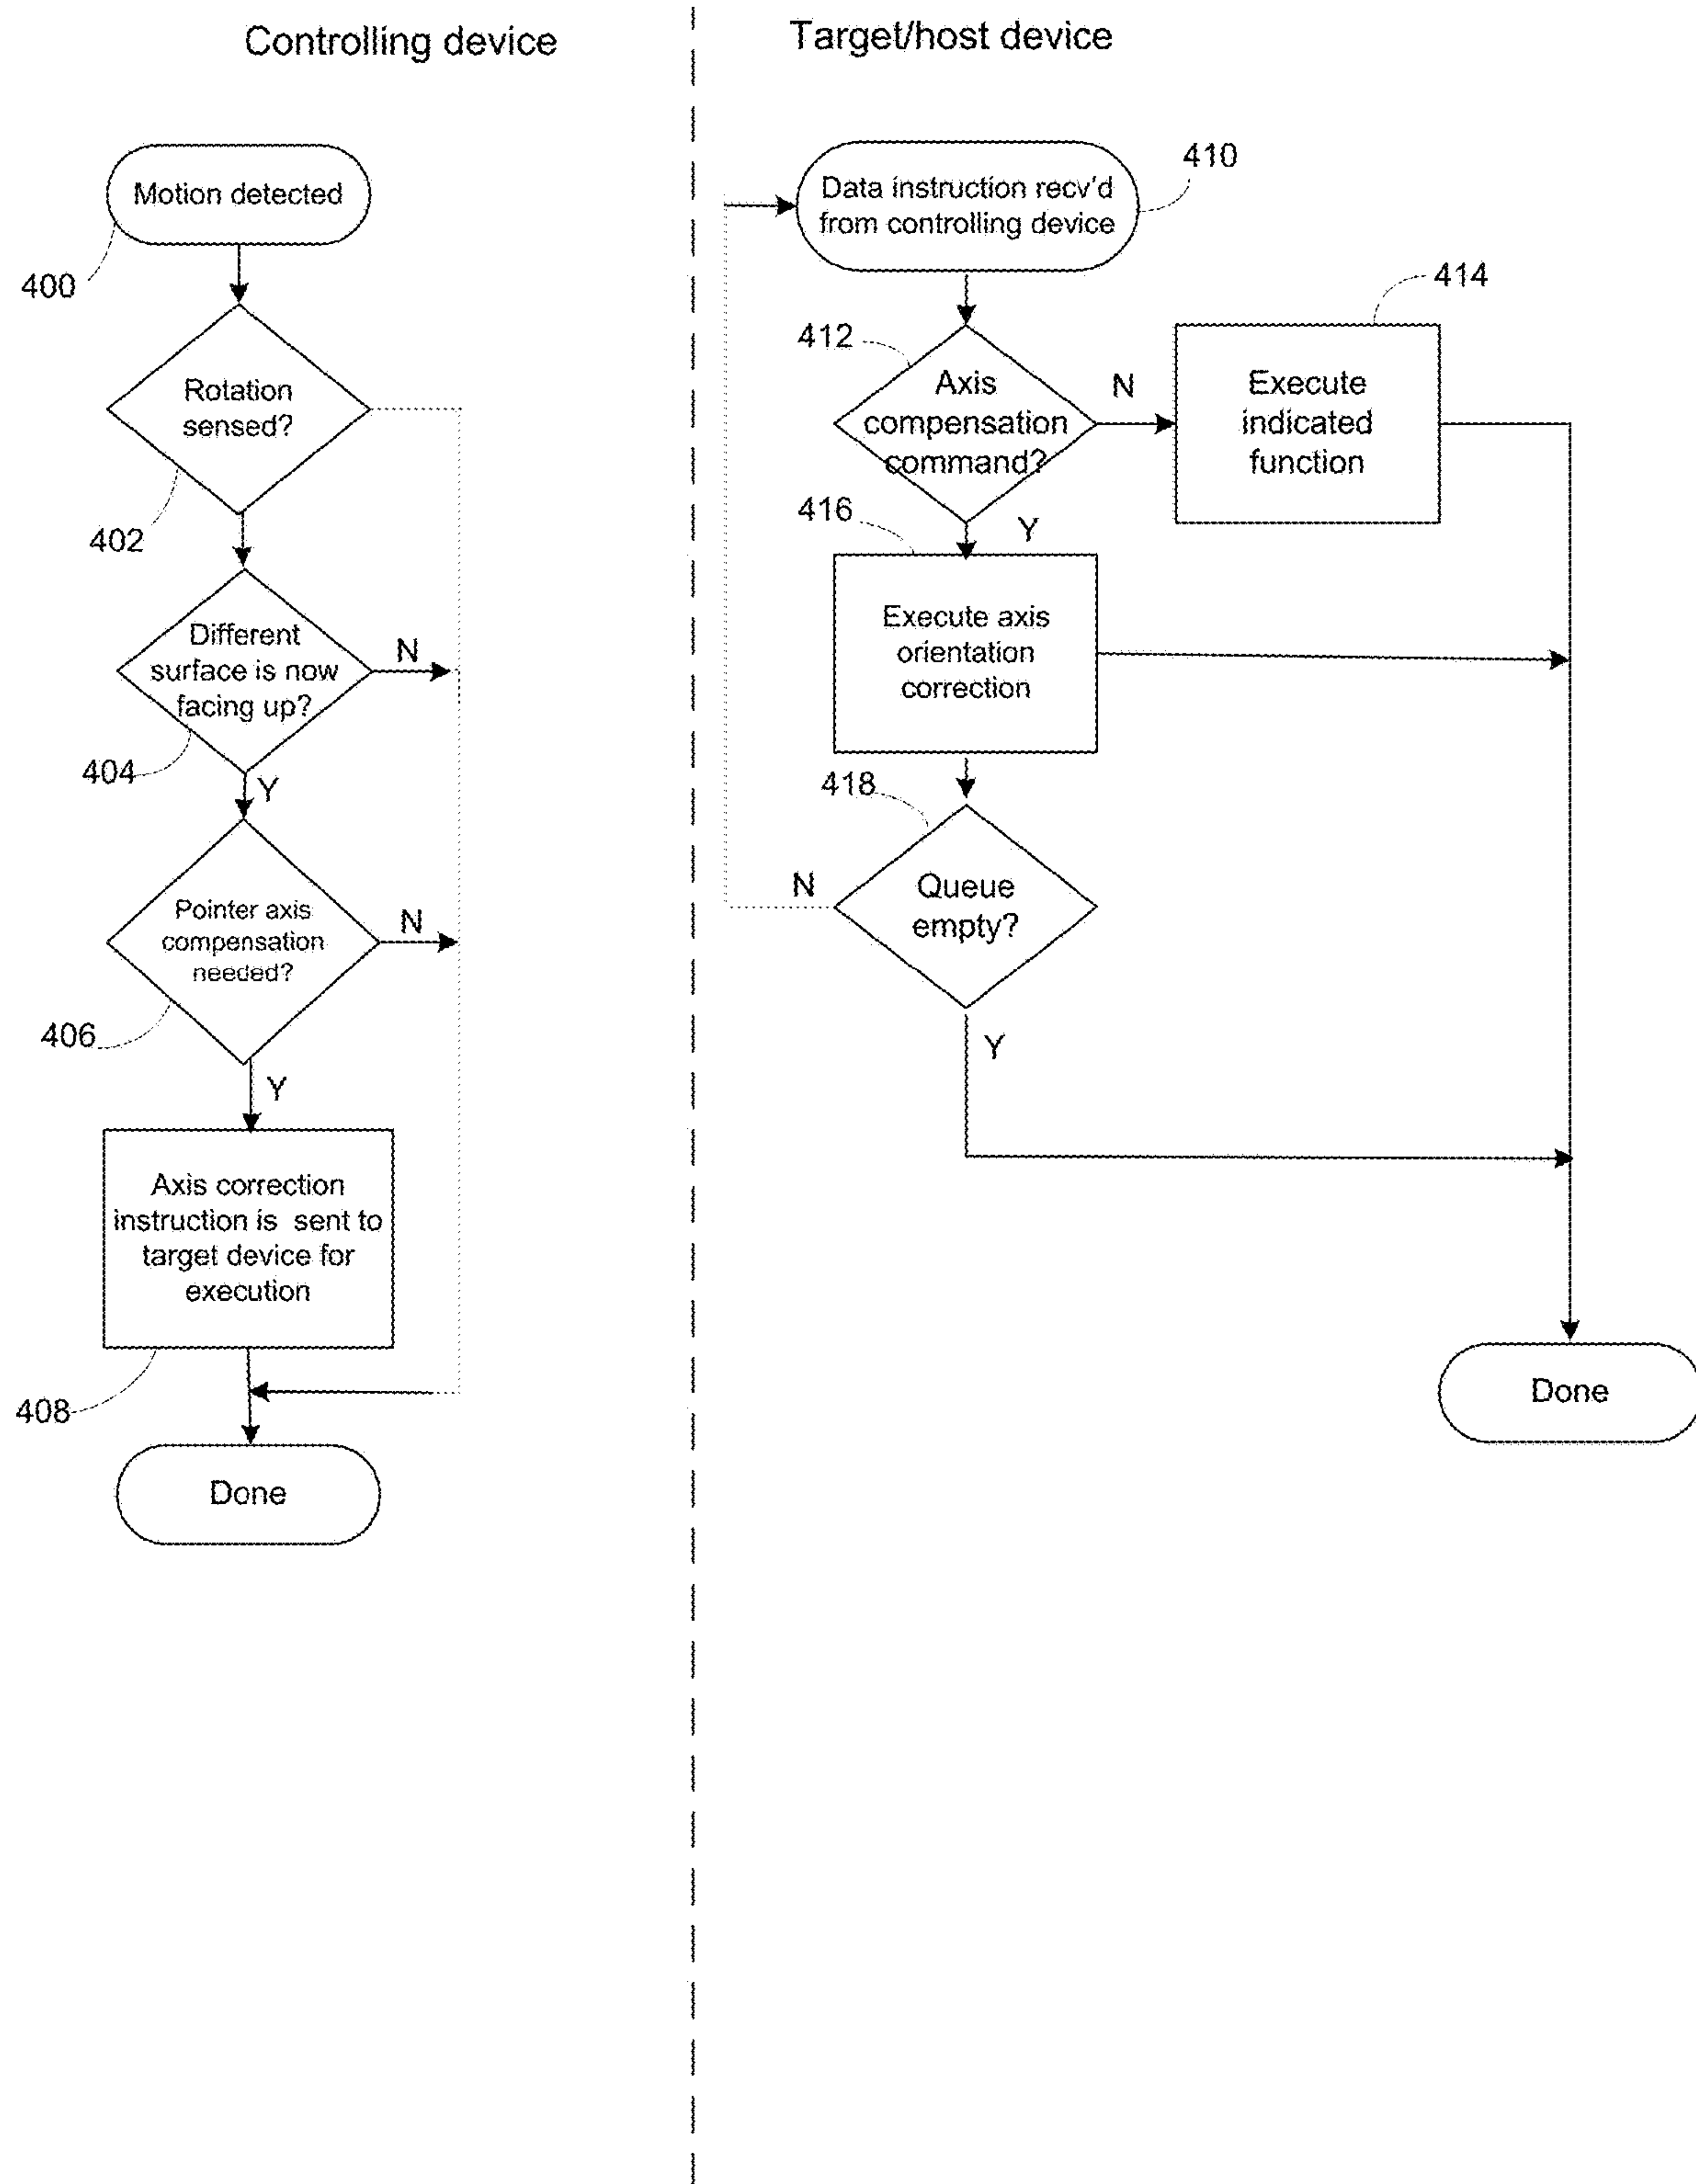 Controlling device
Motion detected
400
Rotation
sensed?
402
Different
surface is now
facing up?
N
404
Y
Pointer axis
compensation
needed?
N
406
Y
Axis correction
instruction is sent to
target device for
execution
408
Done
Target/host device
Data instruction recv'd
from controlling device
410
412
Axis
compensation
command?
N
414
Execute
indicated
function
416
Y
Execute axis
orientation
correction
418
N
Queue
empty?
Y
Done